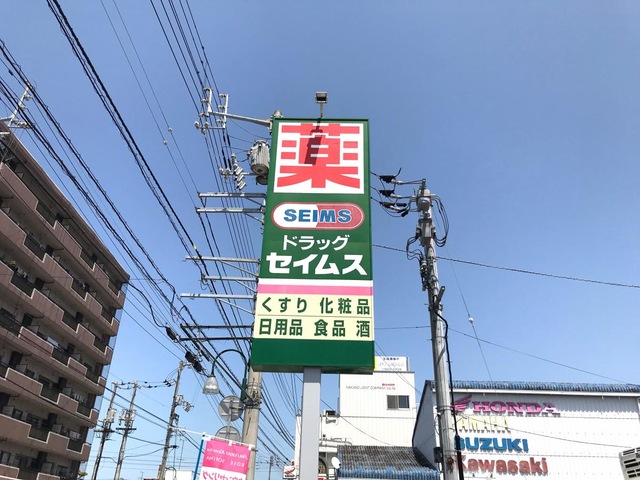 薬
SEIMS
ドラッグ
セイムス
くすり 化粧品
日用品 食品 酒
HONDA
YAMAHA
SUZUKI
Kawasaki